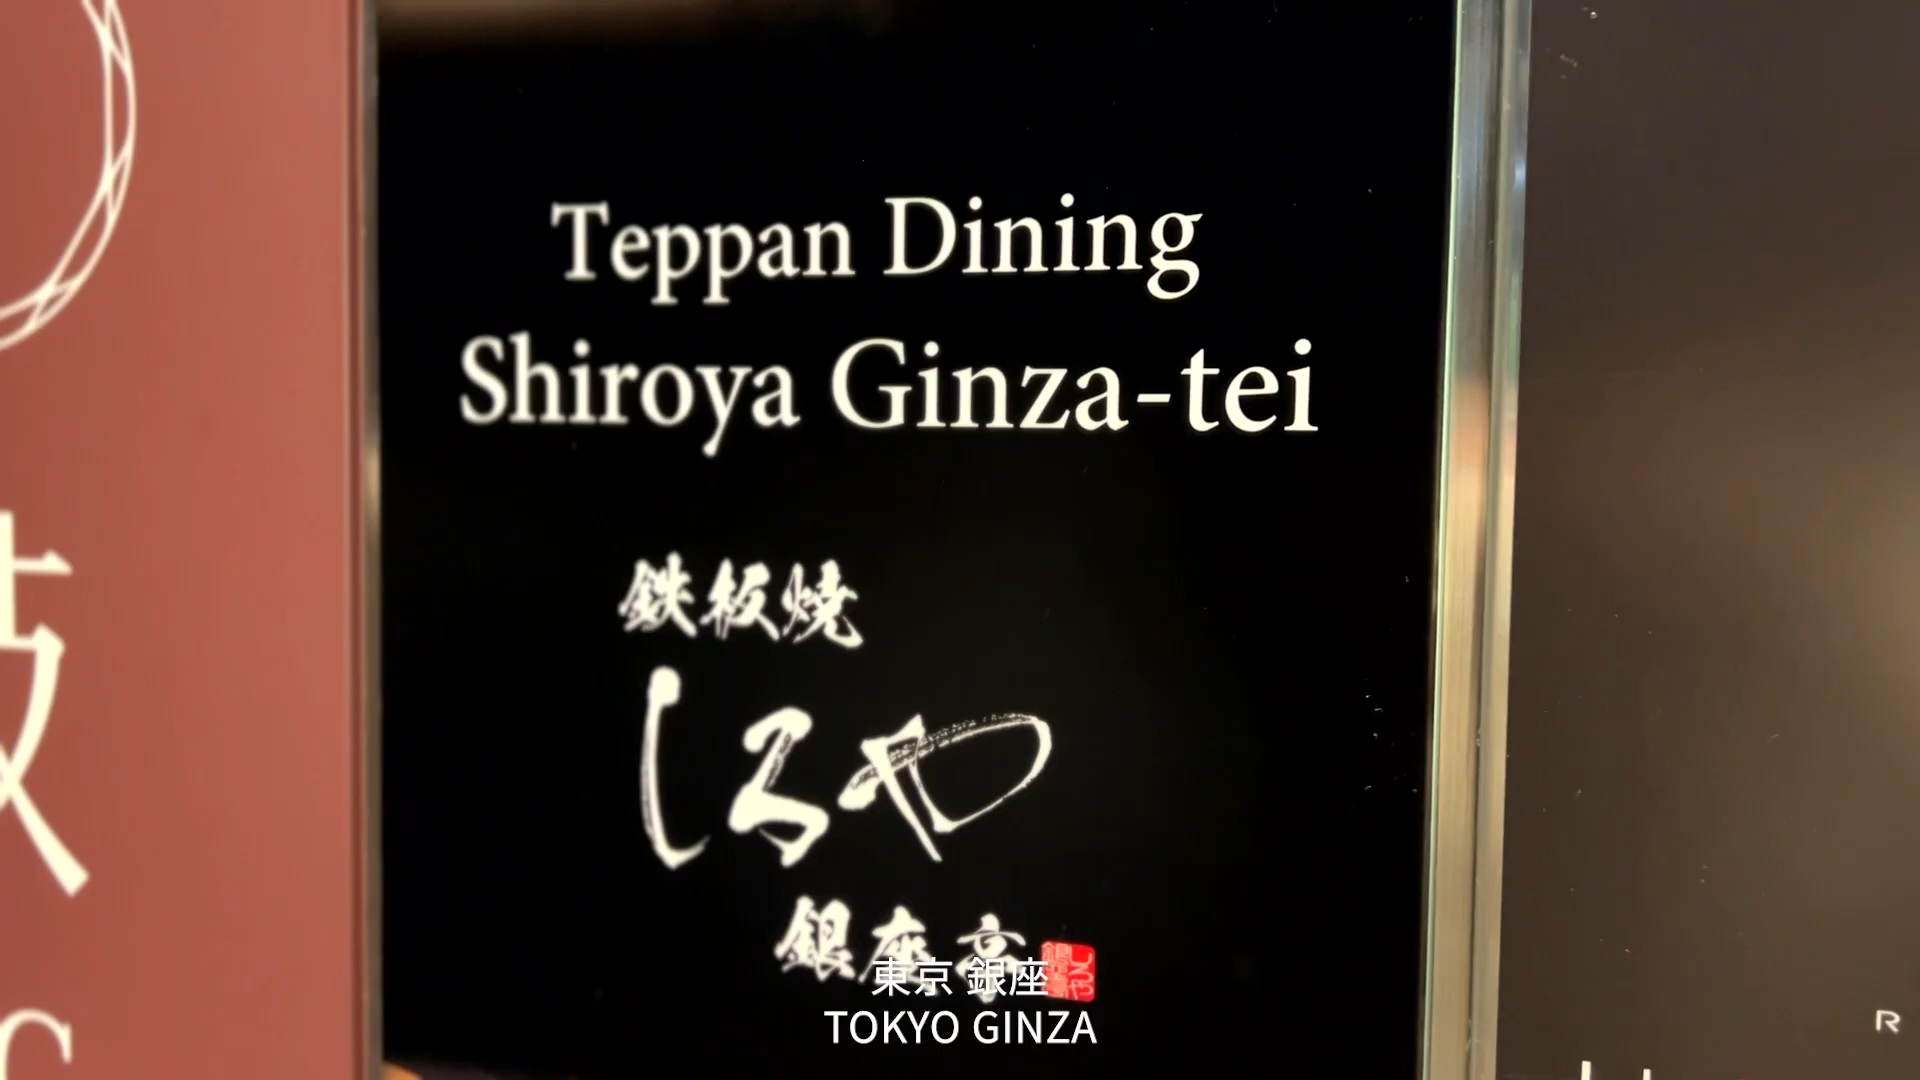 Teppan Dining
Shiroya Ginza-tei
鉄板焼
しろや
銀座亭
東京 銀座
TOKYO GINZA
R